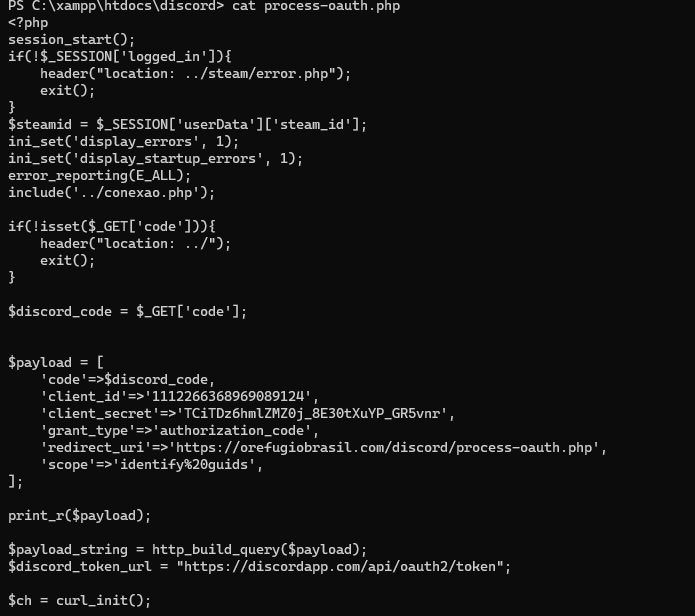 PS C:\xampp\htdocs\discord> cat process-oauth.php
<?php
session_start();
if(!$_SESSION['logged_in']){
    header("location: ../steam/error.php");
    exit();
}
$steamid = $_SESSION['userData']['steam_id'];
ini_set('display_errors', 1);
ini_set('display_startup_errors', 1);
error_reporting(E_ALL);
include('../conexao.php');

if(!isset($_GET['code'])){
    header("location: ../");
    exit();
}

$discord_code = $_GET['code'];


$payload = [
    'code'=>$discord_code,
    'client_id'=>'1112266368969089124',
    'client_secret'=>'TCiTDz6hmlZMZ0j_8E30tXuYP_GR5vnr',
    'grant_type'=>'authorization_code',
    'redirect_uri'=>'https://orefugiobrasil.com/discord/process-oauth.php',
    'scope'=>'identify%20guids',
];

print_r($payload);

$payload_string = http_build_query($payload);
$discord_token_url = "https://discordapp.com/api/oauth2/token";

$ch = curl_init();